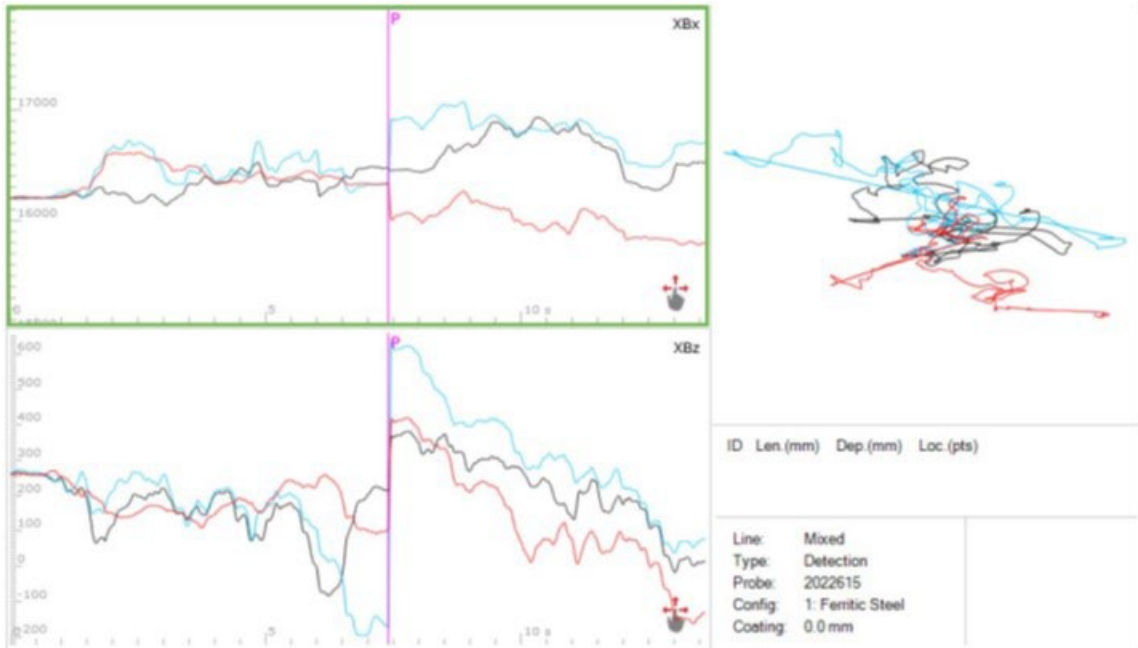 P
XBx
17000
16000
0
5
10 s
P
XBz
600
500
400
300
200
100
0
-100
-200
5
10 s
ID Len.(mm) Dep.(mm) Loc.(pts)
Line: Mixed
Type: Detection
Probe: 2022615
Config: 1: Ferritic Steel
Coating: 0.0 mm